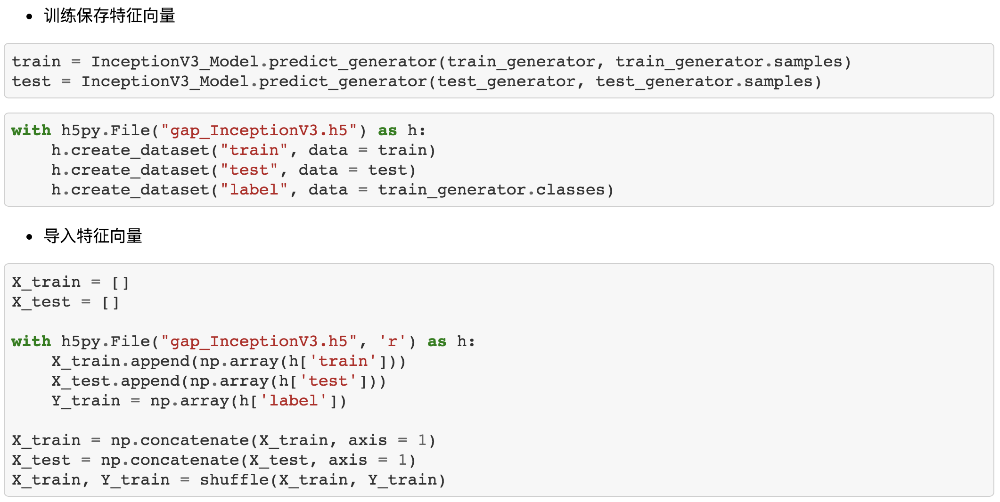 • 训练保存特征向量
train = InceptionV3_Model.predict_generator(train_generator, train_generator.samples)
test = InceptionV3_Model.predict_generator(test_generator, test_generator.samples)
with h5py.File("gap_InceptionV3.h5") as h:
    h.create_dataset("train", data = train)
    h.create_dataset("test", data = test)
    h.create_dataset("label", data = train_generator.classes)
• 导入特征向量
X_train = []
X_test = []
with h5py.File("gap_InceptionV3.h5", 'r') as h:
    X_train.append(np.array(h['train']))
    X_test.append(np.array(h['test']))
    Y_train = np.array(h['label'])
X_train = np.concatenate(X_train, axis = 1)
X_test = np.concatenate(X_test, axis = 1)
X_train, Y_train = shuffle(X_train, Y_train)